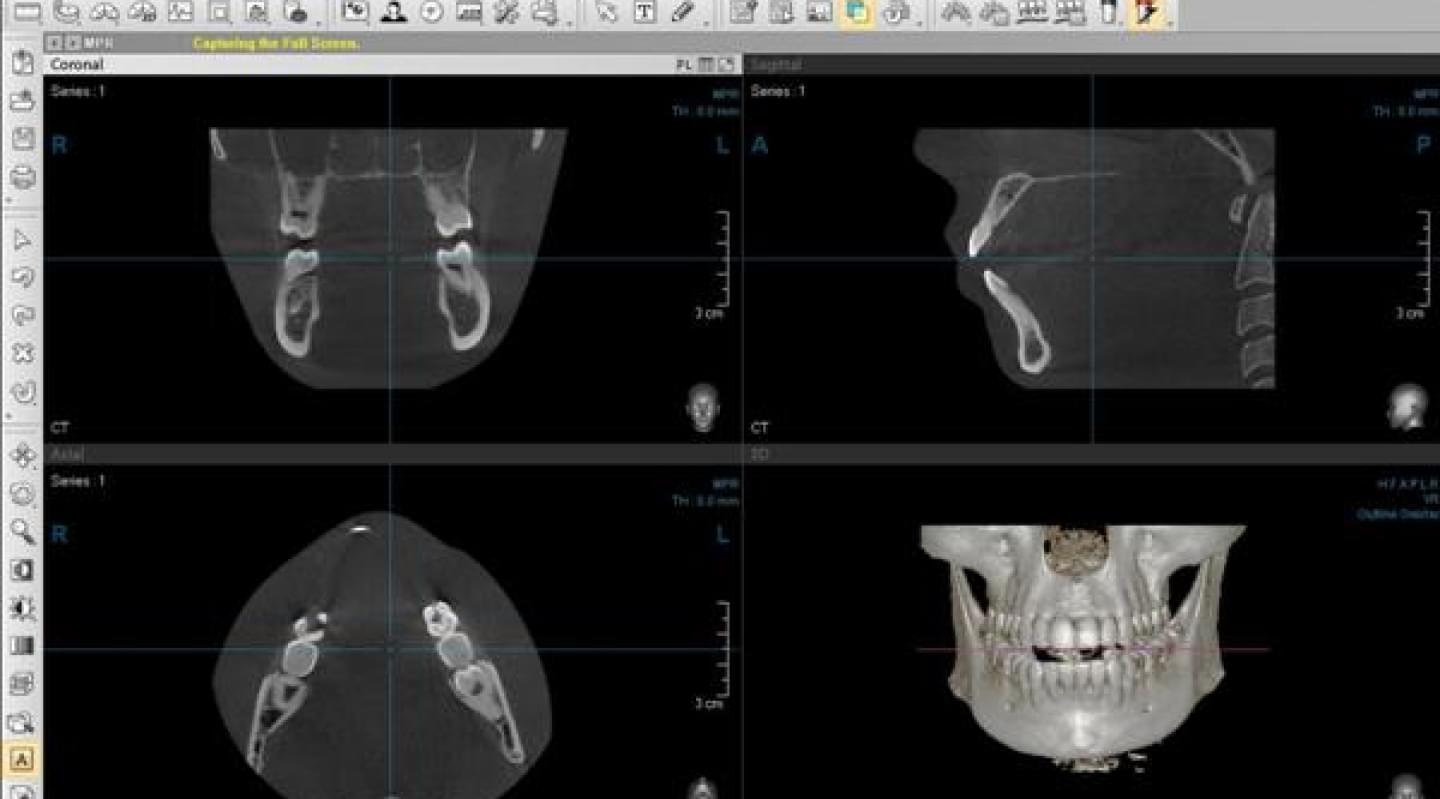 T
MPR Capturing the Full Screen.
Coronal PL
Series : 1
MPR
TH : 0.0 mm
R L
3 cm
CT
Sagittal
Series : 1
MPR
TH : 0.0 mm
A P
3 cm
CT
Axial
Series : 1
MPR
TH : 0.0 mm
R L
3 cm
3D
H F A P L R
VR
A